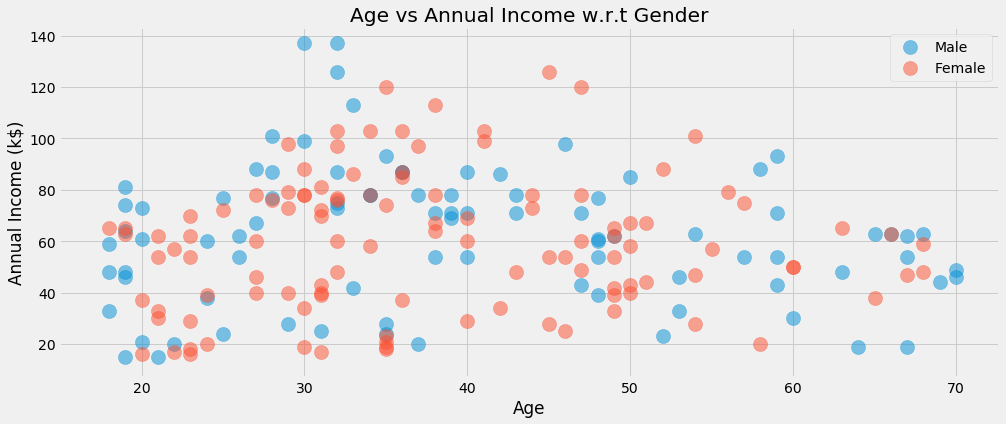 Age vs Annual Income w.r.t Gender
140
120
100
80
60
40
20
Annual Income (k$)
Male
Female
20 30 40 50 60 70
Age